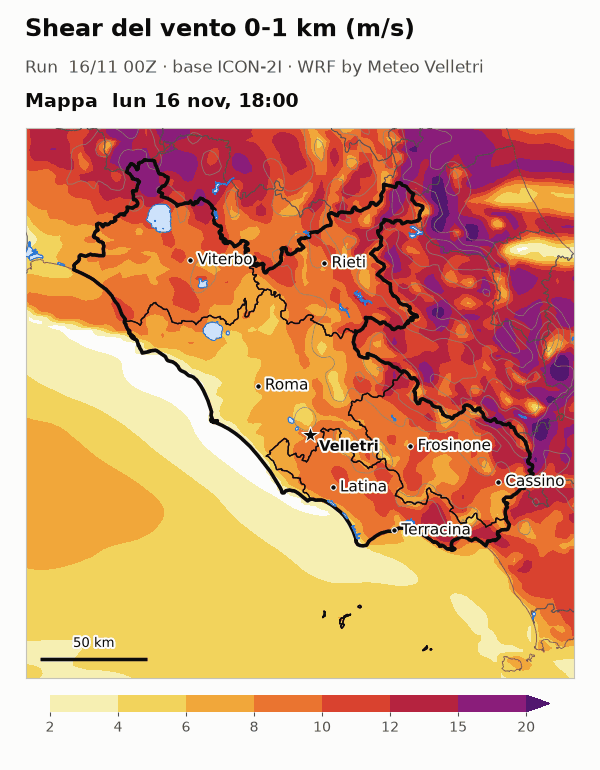 Shear del vento 0-1 km (m/s)
Run  16/11 00Z · base ICON-2I · WRF by Meteo Velletri
Mappa  lun 16 nov, 18:00
Viterbo
Rieti
Roma
Velletri
Frosinone
Latina
Cassino
Terracina
50 km
2 4 6 8 10 12 15 20